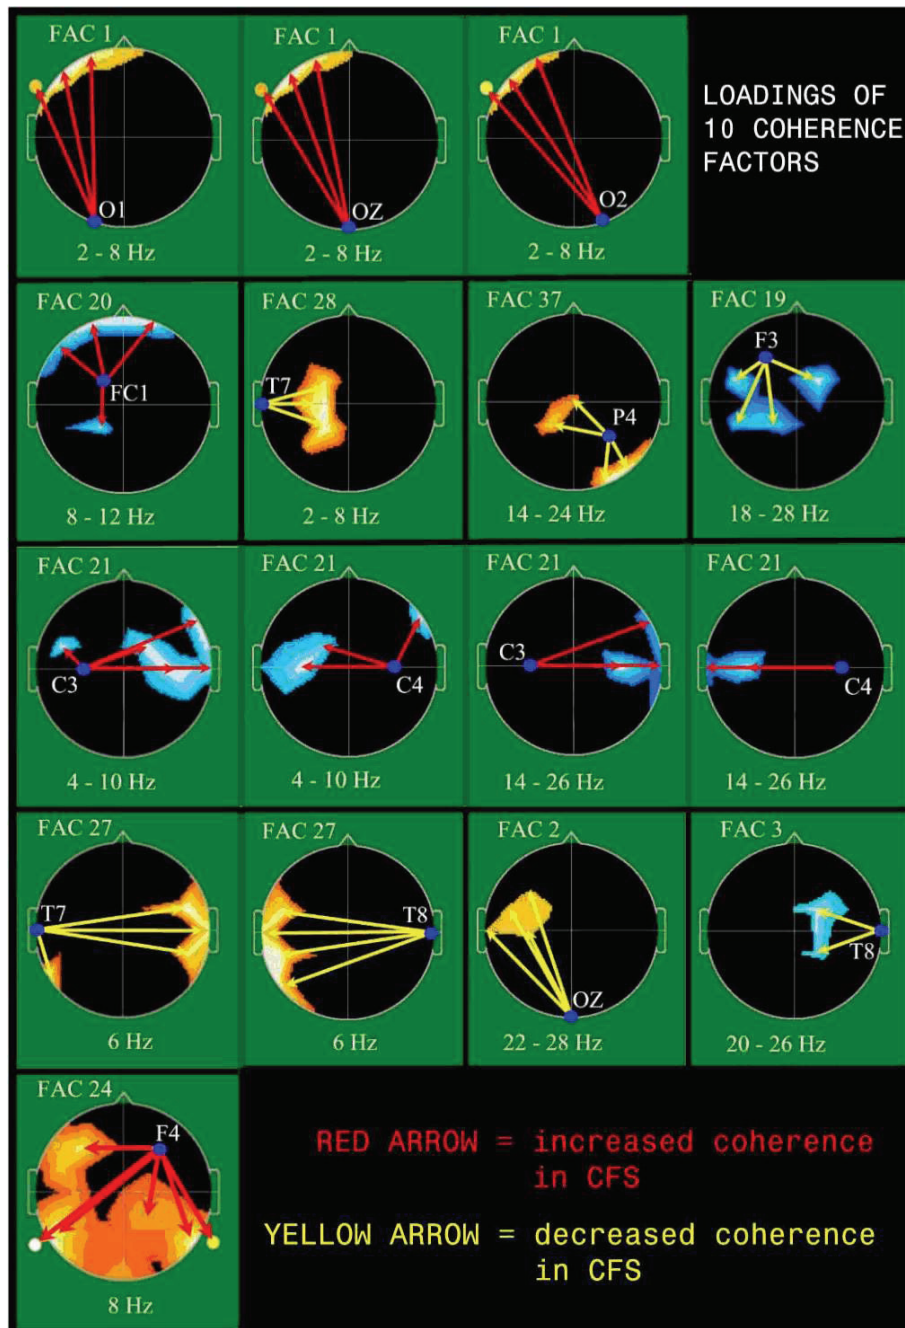 FAC 1
O1
2 - 8 Hz
FAC 1
OZ
2 - 8 Hz
FAC 1
O2
2 - 8 Hz
LOADINGS OF
10 COHERENCE
FACTORS
FAC 20
FC1
8 - 12 Hz
FAC 28
T7
2 - 8 Hz
FAC 37
P4
14 - 24 Hz
FAC 19
F3
18 - 28 Hz
FAC 21
C3
4 - 10 Hz
FAC 21
C4
4 - 10 Hz
FAC 21
C3
14 - 26 Hz
FAC 21
C4
14 - 26 Hz
FAC 27
T7
6 Hz
FAC 27
T8
6 Hz
FAC 2
OZ
22 - 28 Hz
FAC 3
T8
20 - 26 Hz
FAC 24
F4
8 Hz
RED ARROW = increased coherence
in CFS
YELLOW ARROW = decreased coherence
in CFS